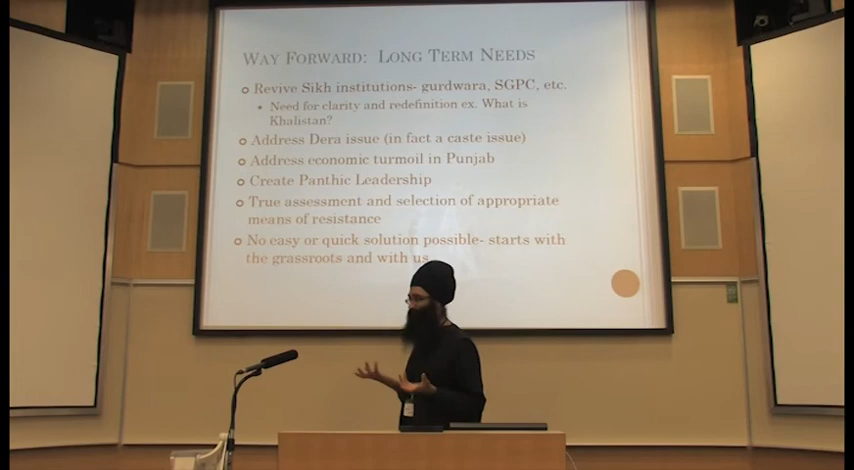 WAY FORWARD: LONG TERM NEEDS
Revive Sikh institutions- gurdwara, SGPC, etc.
Need for clarity and redefinition ex. What is
Khalistan?
Address Dera issue (in fact a caste issue)
Address economic turmoil in Punjab
Create Panthic Leadership
True assessment and selection of appropriate
means of resistance
No easy or quick solution possible- starts with
the grassroots and with us